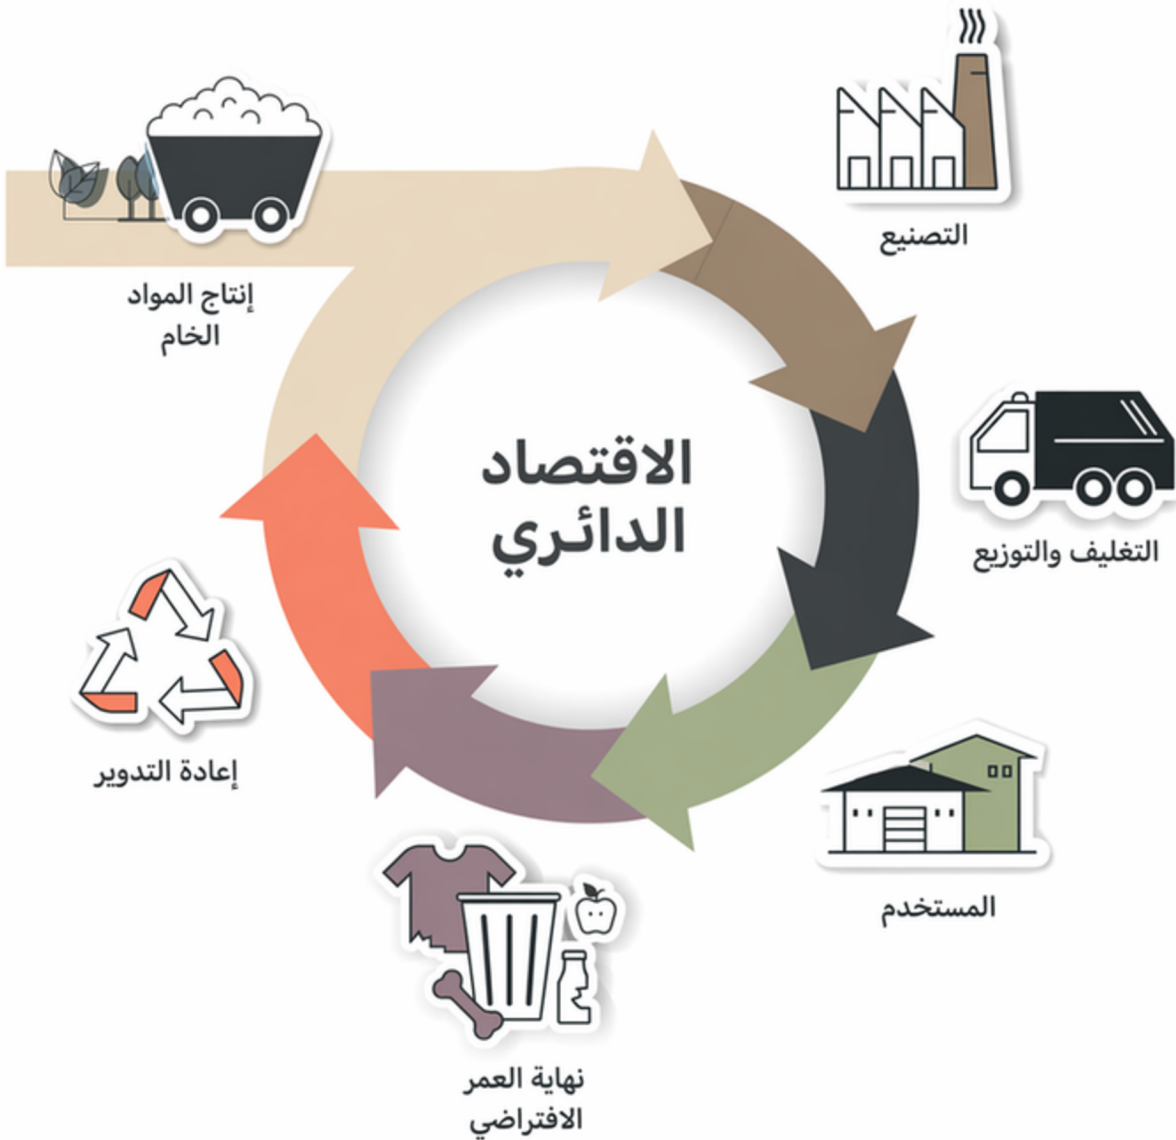 الاقتصاد
الدائري
إنتاج المواد
الخام
التصنيع
التغليف والتوزيع
المستخدم
نهاية العمر
الافتراضي
إعادة التدوير